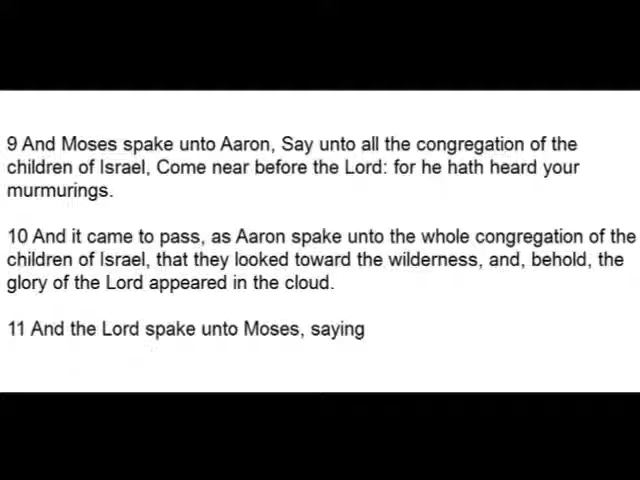 9 And Moses spake unto Aaron, Say unto all the congregation of the
children of Israel, Come near before the Lord: for he hath heard your
murmurings.
10 And it came to pass, as Aaron spake unto the whole congregation of the
children of Israel, that they looked toward the wilderness, and, behold, the
glory of the Lord appeared in the cloud.
11 And the Lord spake unto Moses, saying